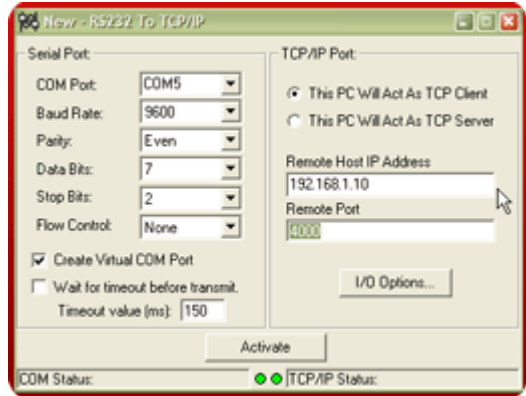 New - RS232 To TCP/IP
Serial Port:
COM Port: COM5
Baud Rate: 9600
Parity: Even
Data Bits: 7
Stop Bits: 2
Flow Control: None
Create Virtual COM Port
Wait for timeout before transmit.
Timeout value (ms): 150
TCP/IP Port:
This PC Will Act As TCP Client
This PC Will Act As TCP Server
Remote Host IP Address
192.168.1.10
Remote Port
4000
I/O Options...
Activate
COM Status: TCP/IP Status: